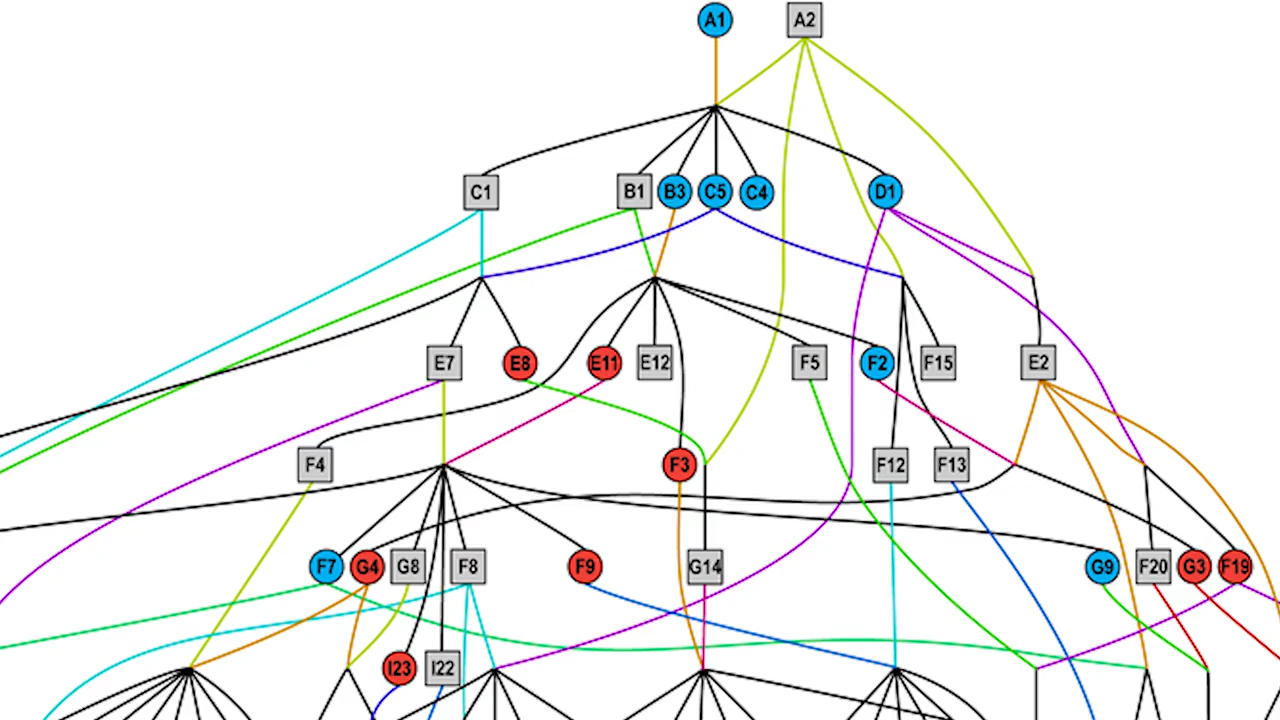 A1 A2
C1 B1 B3 C5 C4 D1
E7 E8 E11 E12 F5 F2 F15 E2
F4 F3 F12 F13
F7 G4 G8 F8 F9 G14 G9 F20 G3 F19
I23 I22